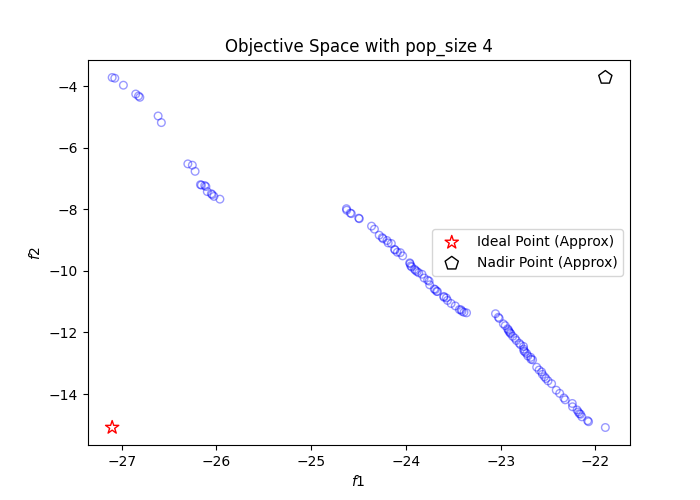 Objective Space with pop_size 4
−4
−6
−8
−10
−12
−14
f2
Ideal Point (Approx)
Nadir Point (Approx)
−27
−26
−25
−24
−23
−22
f1